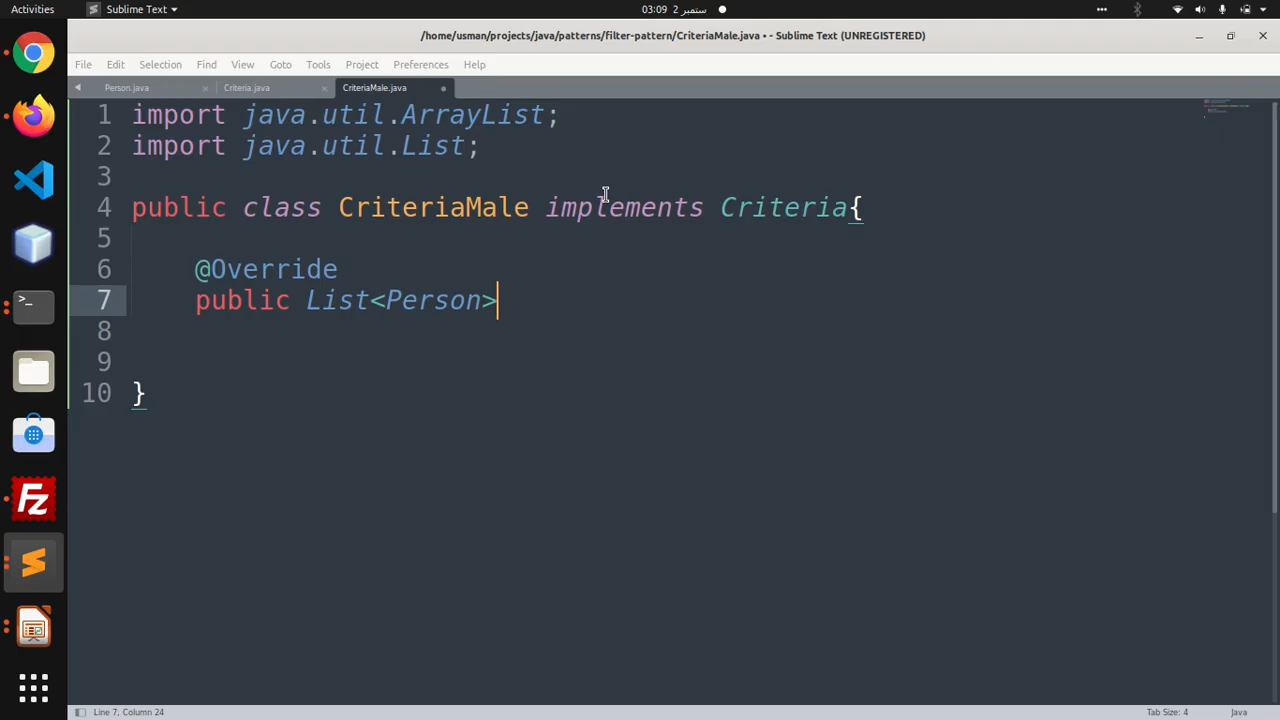 Activities
Sublime Text
03:09 2 ستمبر
/home/usman/projects/java/patterns/filter-pattern/CriteriaMale.java • - Sublime Text (UNREGISTERED)
File Edit Selection Find View Goto Tools Project Preferences Help
Person.java Criteria.java CriteriaMale.java
1 import java.util.ArrayList;
2 import java.util.List;
3
4 public class CriteriaMale implements Criteria{
5
6 @Override
7 public List<Person>
8
9
10 }
Line 7, Column 24
Tab Size: 4
Java